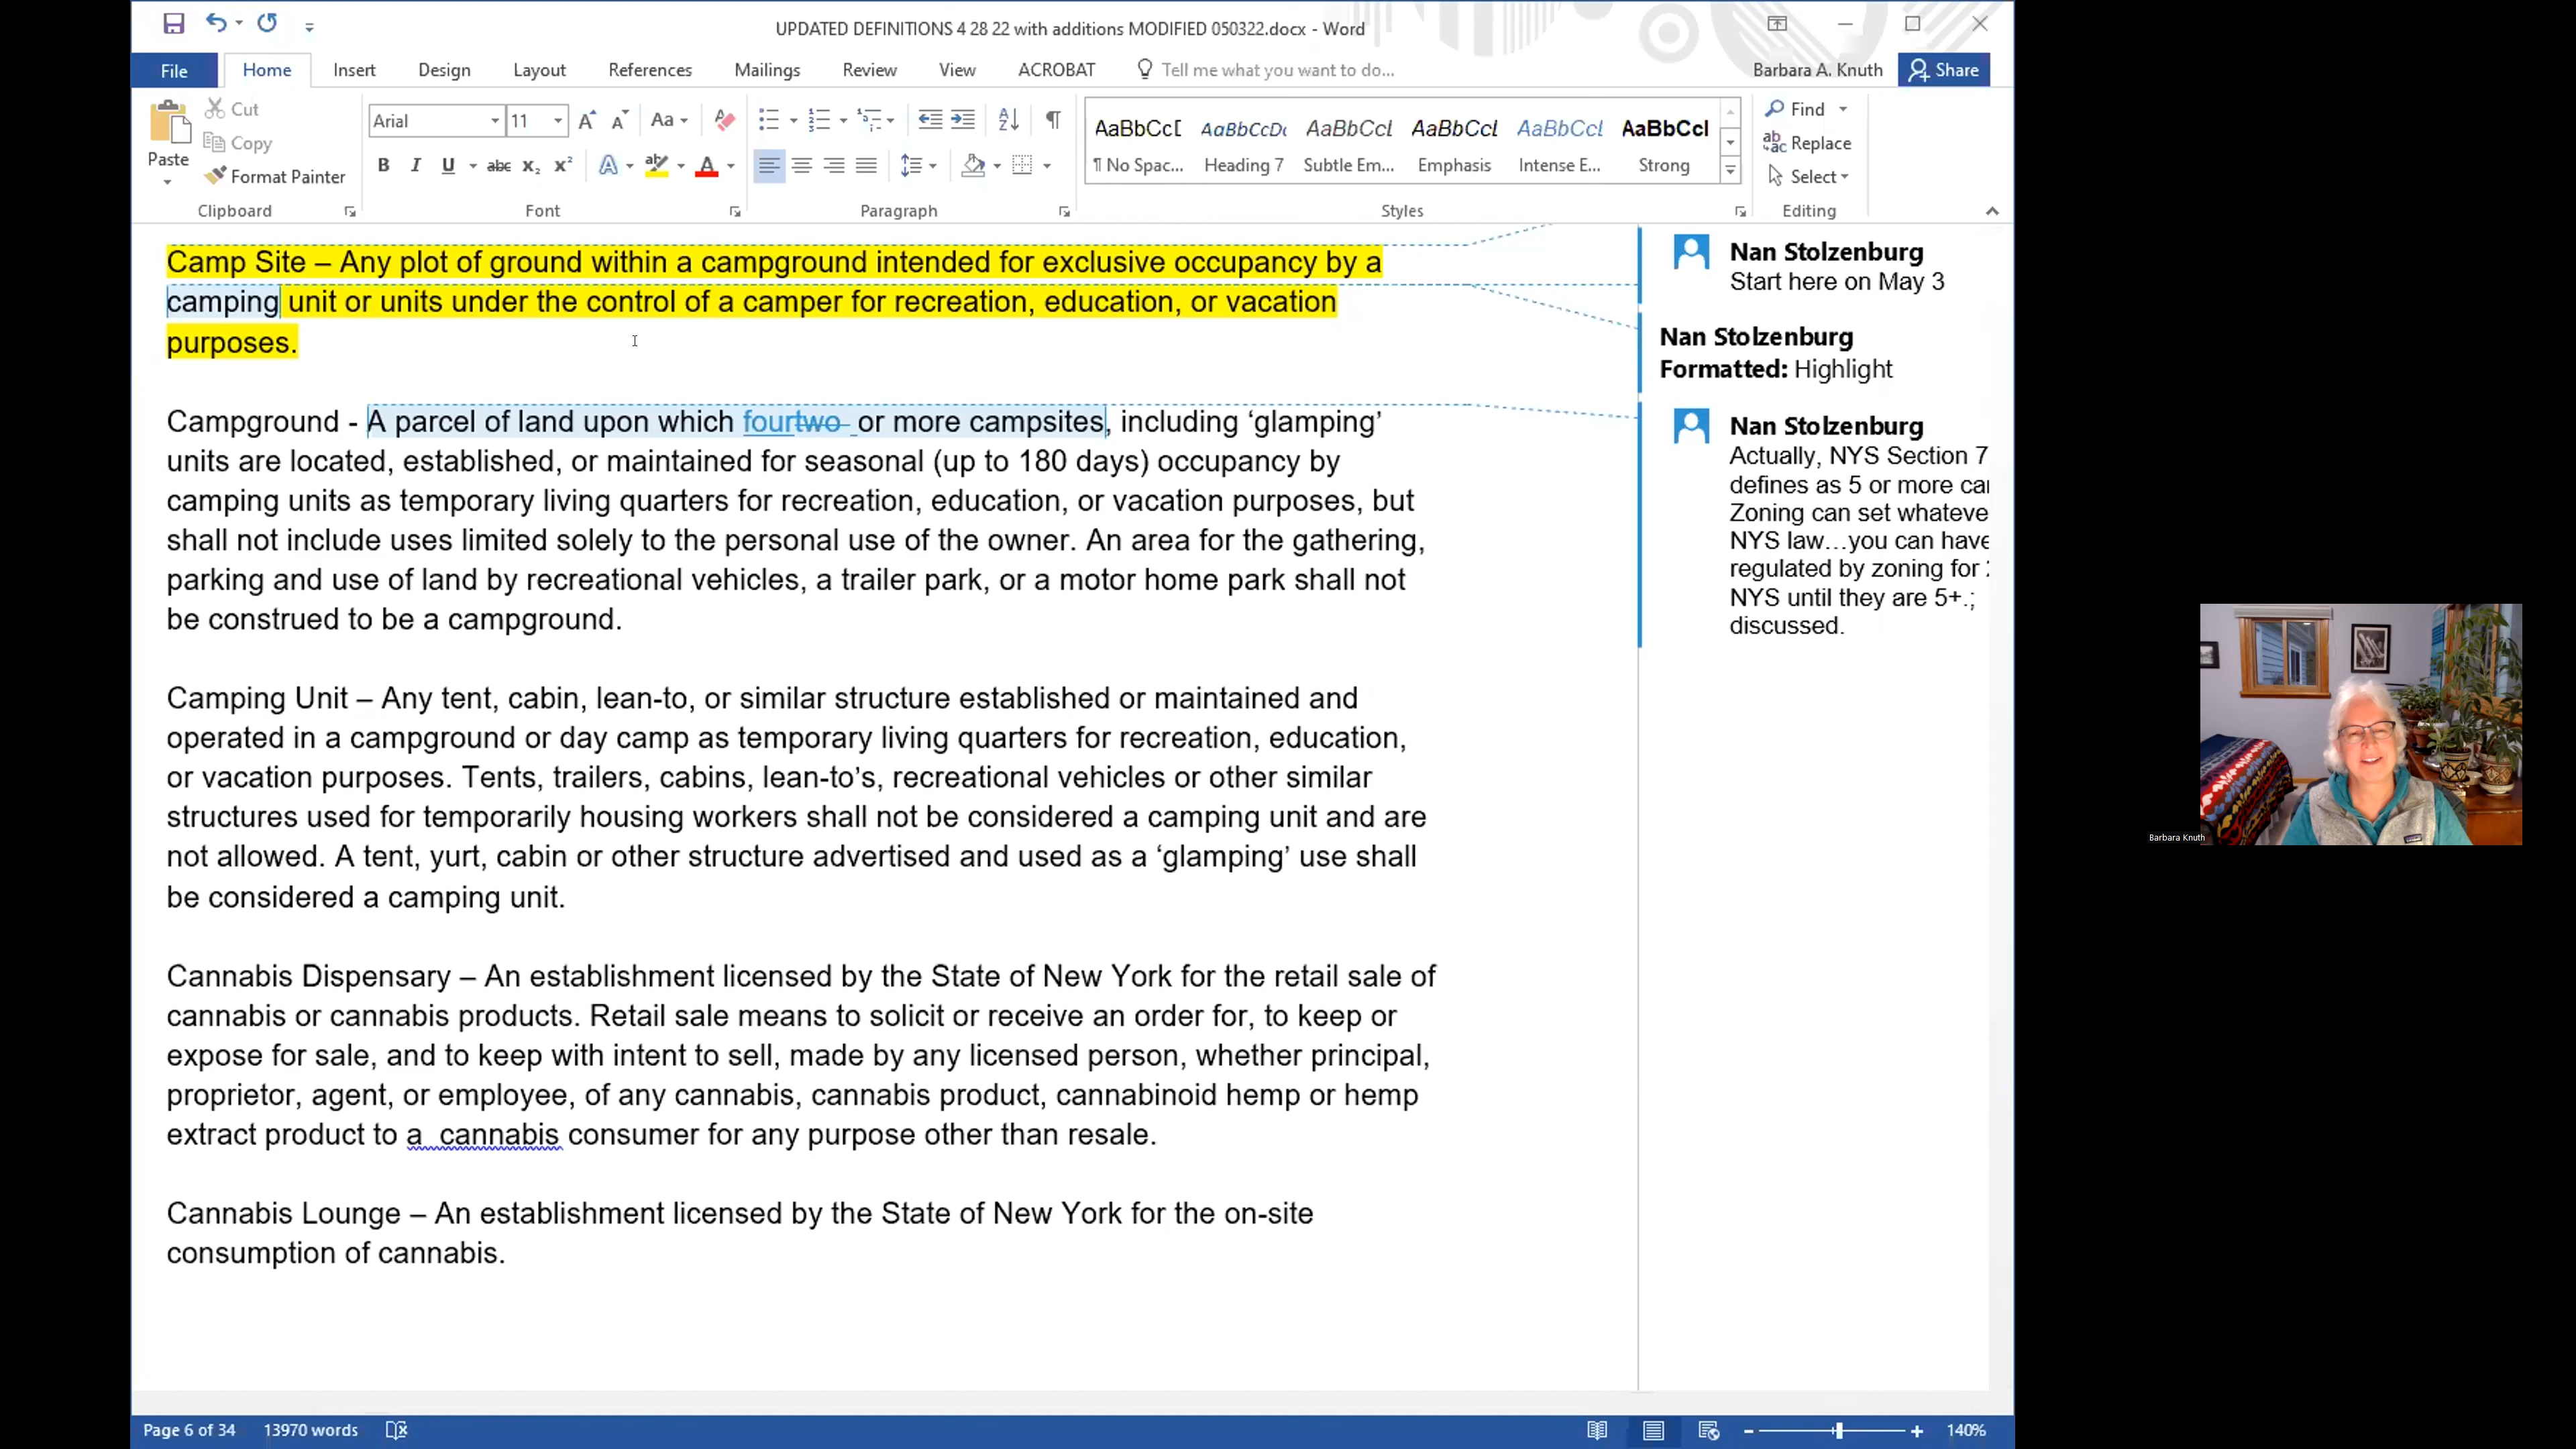 UPDATED DEFINITIONS 4 28 22 with additions MODIFIED 050322.docx - Word
File Home Insert Design Layout References Mailings Review View ACROBAT Tell me what you want to do... Barbara A. Knuth Share
Cut
Copy
Format Painter
Paste
Clipboard
Arial 11
Aa
B I U abc X₂ X² A A
Font
Paragraph
AaBbCcD AaBbCcDc AaBbCcL AaBbCcL AaBbCcL AaBbCcl
¶ No Spac... Heading 7 Subtle Em... Emphasis Intense E... Strong
Styles
Find
Replace
Select
Editing
Camp Site – Any plot of ground within a campground intended for exclusive occupancy by a
camping unit or units under the control of a camper for recreation, education, or vacation
purposes.
Campground - A parcel of land upon which fourtwo or more campsites, including ‘glamping’
units are located, established, or maintained for seasonal (up to 180 days) occupancy by
camping units as temporary living quarters for recreation, education, or vacation purposes, but
shall not include uses limited solely to the personal use of the owner. An area for the gathering,
parking and use of land by recreational vehicles, a trailer park, or a motor home park shall not
be construed to be a campground.
Camping Unit – Any tent, cabin, lean-to, or similar structure established or maintained and
operated in a campground or day camp as temporary living quarters for recreation, education,
or vacation purposes. Tents, trailers, cabins, lean-to’s, recreational vehicles or other similar
structures used for temporarily housing workers shall not be considered a camping unit and are
not allowed. A tent, yurt, cabin or other structure advertised and used as a ‘glamping’ use shall
be considered a camping unit.
Cannabis Dispensary – An establishment licensed by the State of New York for the retail sale of
cannabis or cannabis products. Retail sale means to solicit or receive an order for, to keep or
expose for sale, and to keep with intent to sell, made by any licensed person, whether principal,
proprietor, agent, or employee, of any cannabis, cannabis product, cannabinoid hemp or hemp
extract product to a  cannabis consumer for any purpose other than resale.
Cannabis Lounge – An establishment licensed by the State of New York for the on-site
consumption of cannabis.
Nan Stolzenburg
Start here on May 3
Nan Stolzenburg
Formatted: Highlight
Nan Stolzenburg
Actually, NYS Section 7
defines as 5 or more
Zoning can set
NYS law…you can have
regulated by zoning for
NYS until they are 5+.;
discussed.
Barbara Knuth
Page 6 of 34 13970 words 140%